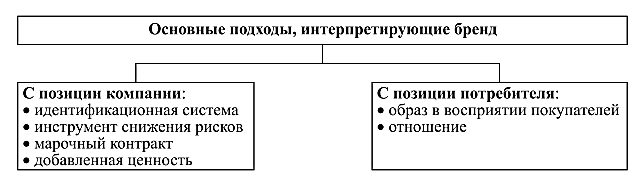 Основные подходы, интерпретирующие бренд
С позиции компании:
• идентификационная система
• инструмент снижения рисков
• марочный контракт
• добавленная ценность
С позиции потребителя:
• образ в восприятии покупателей
• отношение